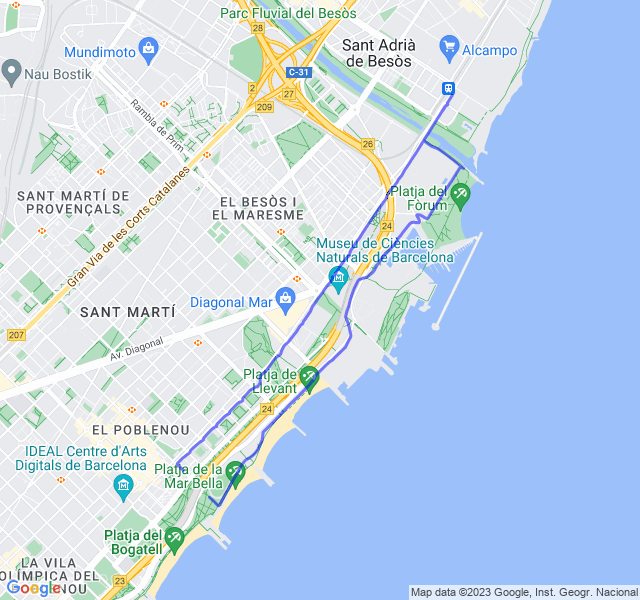 Parc Fluvial del Besòs
28
Mundimoto
Sant Adrià
de Besòs
Alcampo
Nau Bostik
C-31
2
27
209
Rambla de Prim
26
Gran Via de les Corts Catalanes
SANT MARTÍ DE
PROVENÇALS
EL BESÒS I
EL MARESME
Platja del
Fòrum
24
Museu de Ciències
Naturals de Barcelona
Diagonal Mar
SANT MARTÍ
207
Av. Diagonal
Platja de
Llevant
24
EL POBLENOU
IDEAL Centre d'Arts
Digitals de Barcelona
Platja de la
Mar Bella
Platja del
Bogatell
LA VILA
OLÍMPICA DEL
23
Google
Map data ©2023 Google, Inst. Geogr. Nacional